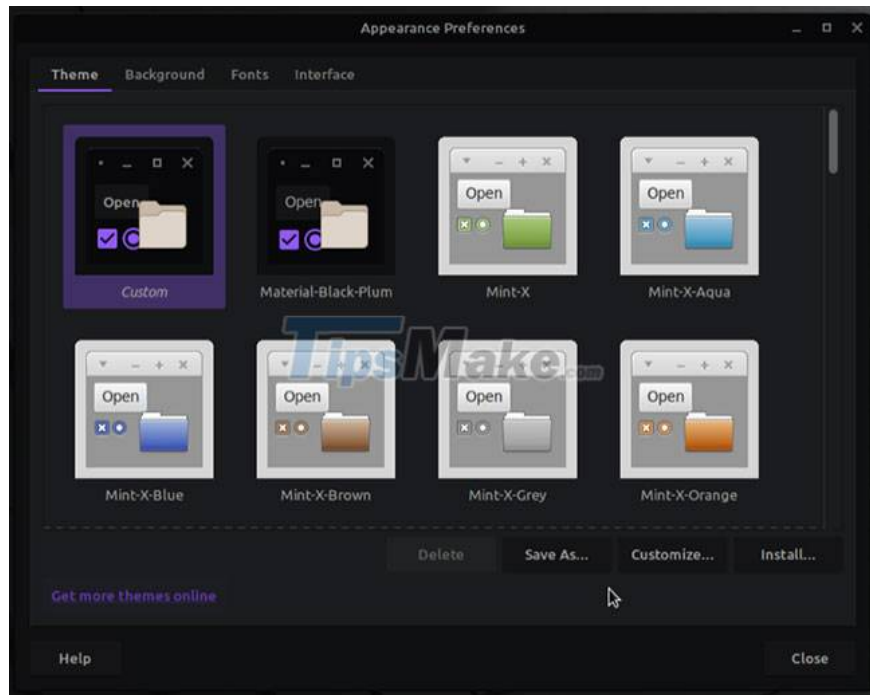 Appearance Preferences
Theme Background Fonts Interface
Open Open Open Open
Custom Material-Black-Plum Mint-X Mint-X-Aqua
TipsMake.com
Open Open Open Open
Mint-X-Blue Mint-X-Brown Mint-X-Grey Mint-X-Orange
Delete Save As... Customize... Install...
Get more themes online
Help Close